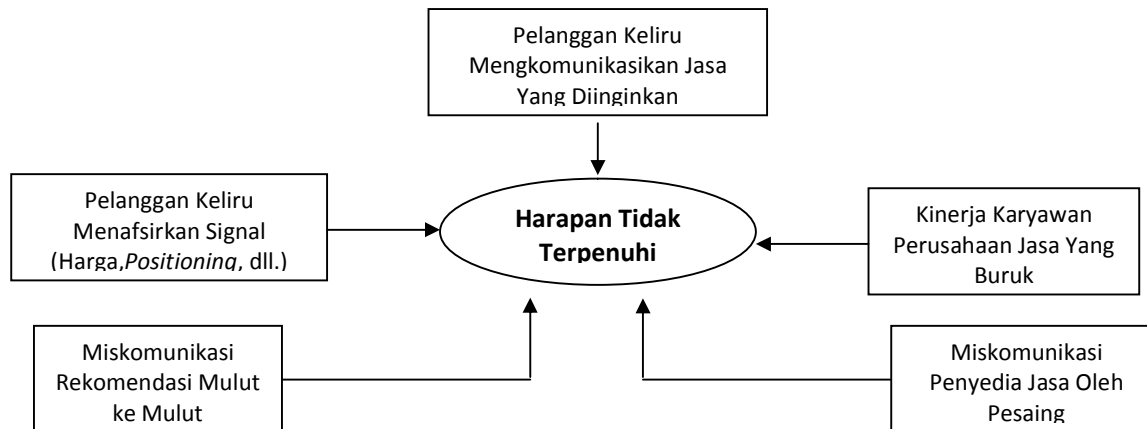 Pelanggan Keliru
Mengkomunikasikan Jasa
Yang Diinginkan
Pelanggan Keliru
Menafsirkan Signal
(Harga,Positioning, dll.)
Harapan Tidak
Terpenuhi
Kinerja Karyawan
Perusahaan Jasa Yang
Buruk
Miskomunikasi
Rekomendasi Mulut
ke Mulut
Miskomunikasi
Penyedia Jasa Oleh
Pesaing